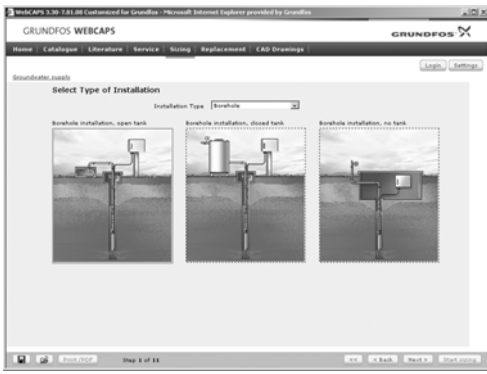 WebCAPS 3.30-7.01.00 Customized for Grundfos - Microsoft Internet Explorer provided by Grundfos
GRUNDFOS WEBCAPS
GRUNDFOS
Home Catalogue Literature Service Sizing Replacement CAD Drawings
Login Settings
Groundwater supply
Select Type of Installation
Installation Type Borehole
Borehole installation, open tank Borehole installation, closed tank Borehole installation, no tank
Print/PDF Step 1 of 11 << < Back Next > Start sizing